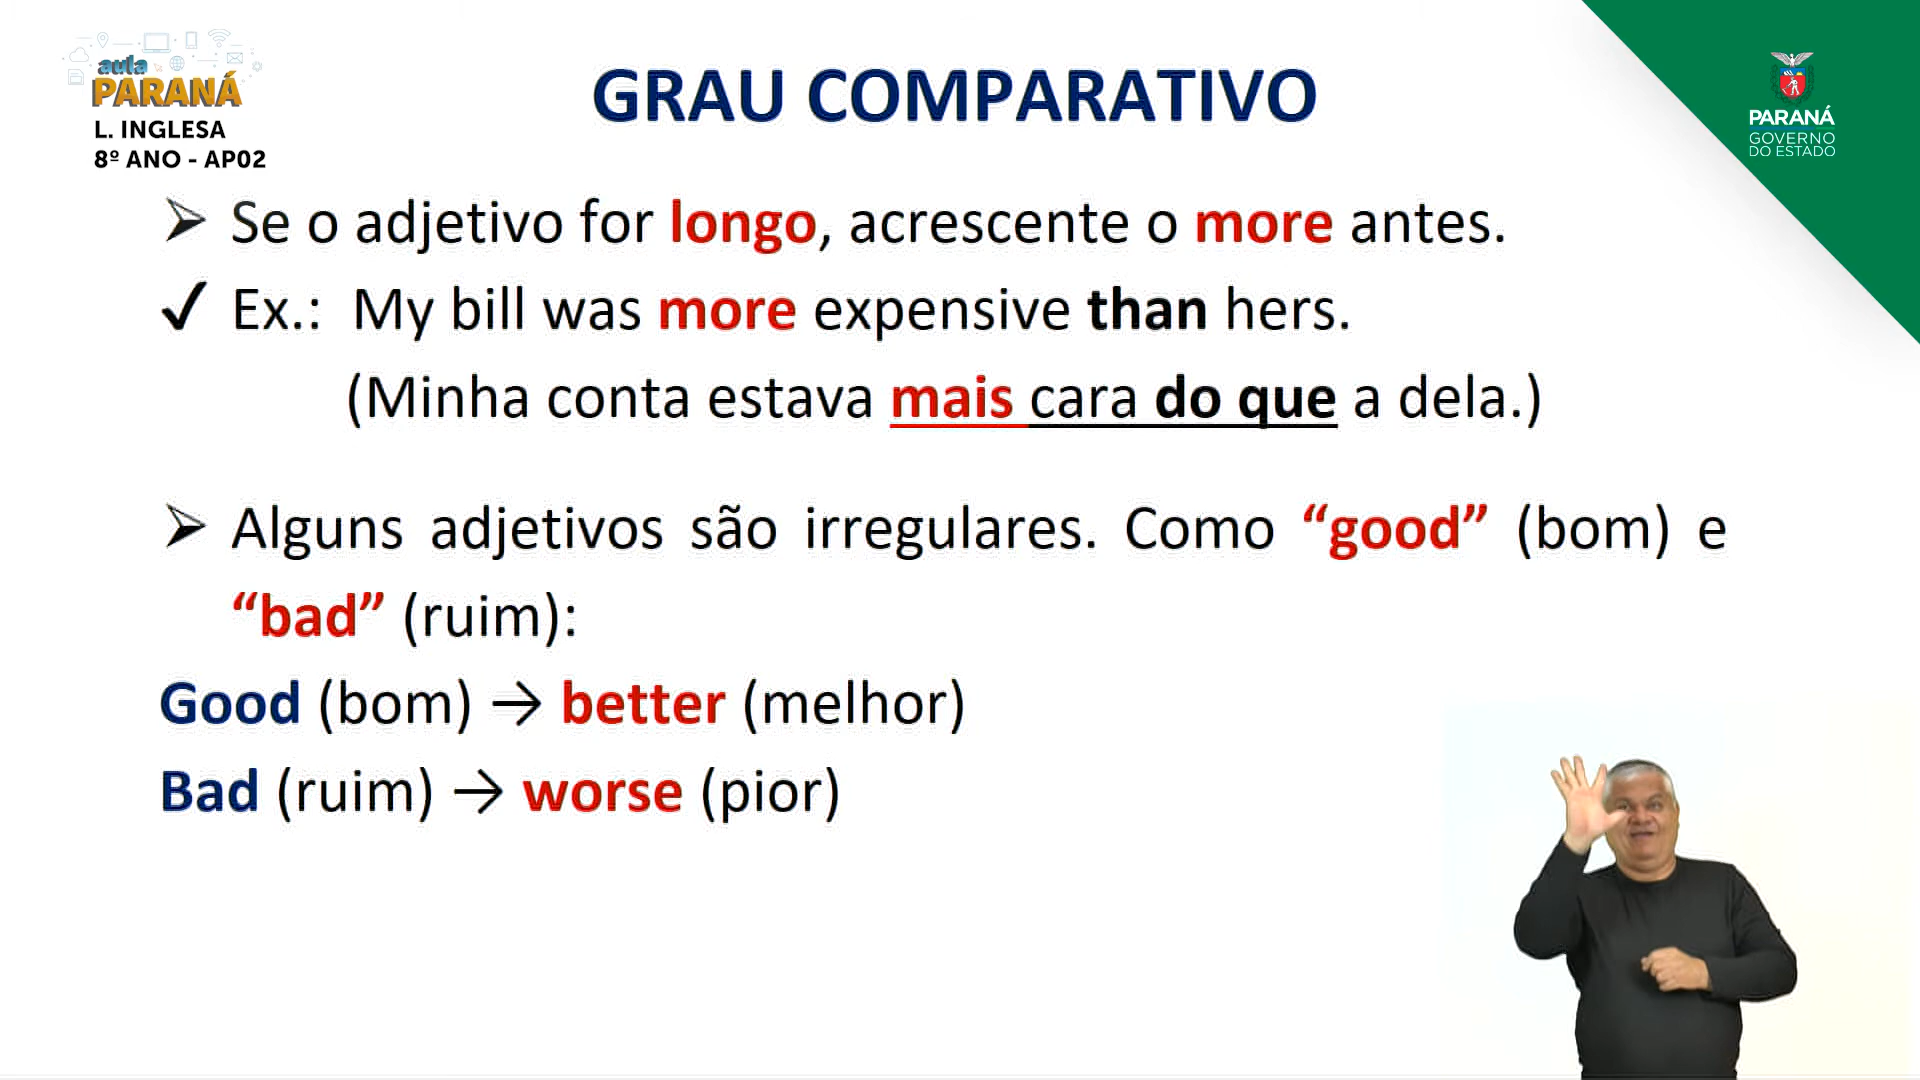 aula
PARANÁ
L. INGLESA
8º ANO - AP02
GRAU COMPARATIVO
PARANÁ
GOVERNO
DO ESTADO
➢ Se o adjetivo for longo, acrescente o more antes.
✓ Ex.: My bill was more expensive than hers.
(Minha conta estava mais cara do que a dela.)
➢ Alguns adjetivos são irregulares. Como “good” (bom) e
“bad” (ruim):
Good (bom) → better (melhor)
Bad (ruim) → worse (pior)